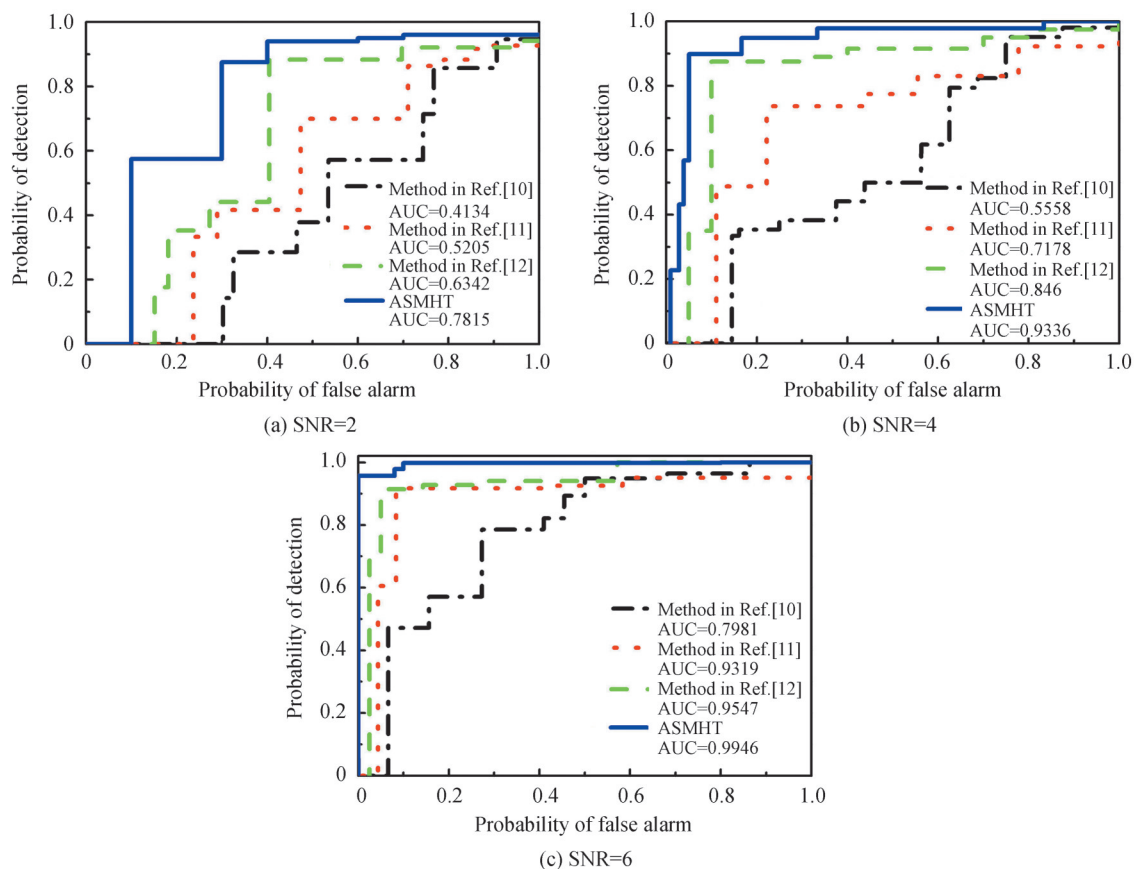 1.0
0.8
0.6
0.4
0.2
0
0.2
0.4
0.6
0.8
1.0
Probability of detection
Probability of false alarm
Method in Ref.[10]
AUC=0.4134
Method in Ref.[11]
AUC=0.5205
Method in Ref.[12]
AUC=0.6342
ASMHT
AUC=0.7815
(a) SNR=2
1.0
0.8
0.6
0.4
0.2
0
0
0.2
0.4
0.6
0.8
1.0
Probability of detection
Probability of false alarm
Method in Ref.[10]
AUC=0.5558
Method in Ref.[11]
AUC=0.7178
Method in Ref.[12]
AUC=0.846
ASMHT
AUC=0.9336
(b) SNR=4
1.0
0.8
0.6
0.4
0.2
0
0
0.2
0.4
0.6
0.8
1.0
Probability of detection
Probability of false alarm
Method in Ref.[10]
AUC=0.7981
Method in Ref.[11]
AUC=0.9319
Method in Ref.[12]
AUC=0.9547
ASMHT
AUC=0.9946
(c) SNR=6